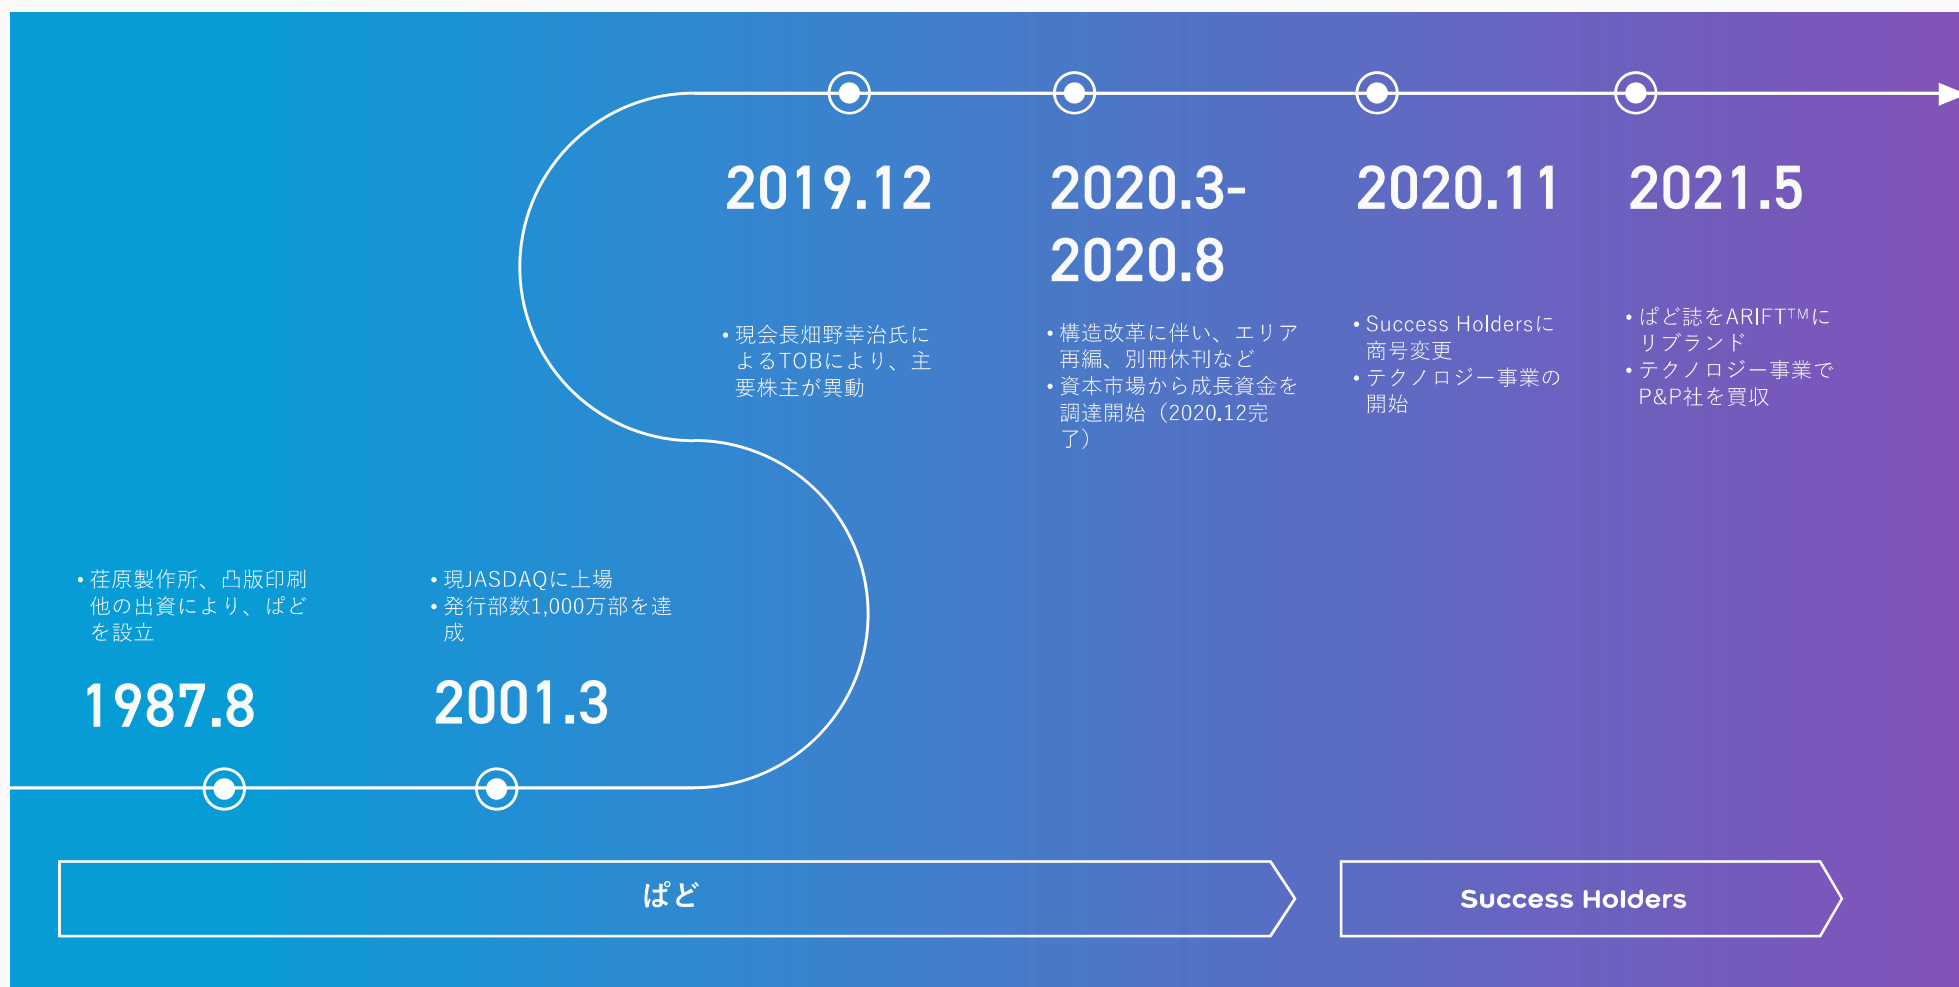 2019.12
• 現会長畑野幸治氏に
よるTOBにより、主
要株主が異動
2020.3-
2020.8
• 構造改革に伴い、エリア
再編、別冊休刊など
• 資本市場から成長資金を
調達開始（2020.12完
了）
2020.11
• Success Holdersに
商号変更
• テクノロジー事業の
開始
2021.5
• ぱど誌をARIFT™に
リブランド
• テクノロジー事業で
P&P社を買収
• 荏原製作所、凸版印刷
他の出資により、ぱど
を設立
1987.8
• 現JASDAQに上場
• 発行部数1,000万部を達
成
2001.3
ぱど
Success Holders